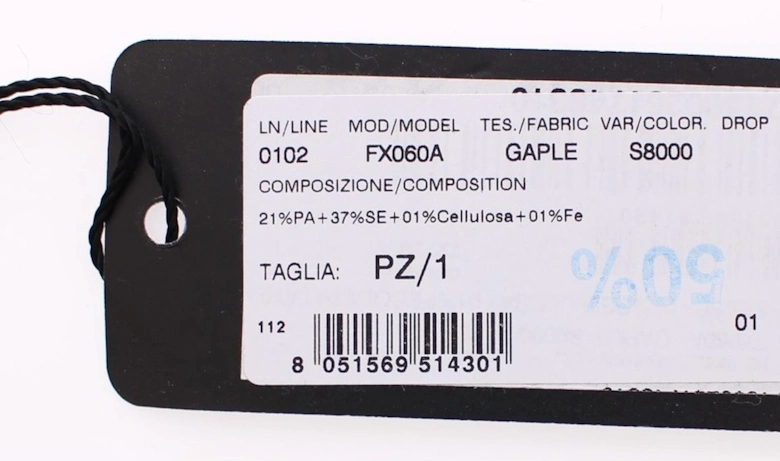 LN/LINE MOD/MODEL TES./FABRIC VAR/COLOR. DROP
0102 FX060A GAPLE S8000
COMPOSIZIONE/COMPOSITION
21%PA+37%SE+01%Cellulosa+01%Fe
TAGLIA: PZ/1
50%
01
112
8 051569 514301